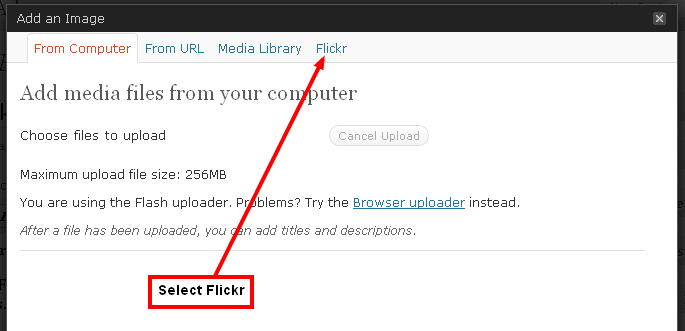 Add an Image
From Computer From URL Media Library Flickr
Add media files from your computer
Choose files to upload Cancel Upload
Maximum upload file size: 256MB
You are using the Flash uploader. Problems? Try the Browser uploader instead.
After a file has been uploaded, you can add titles and descriptions.
Select Flickr